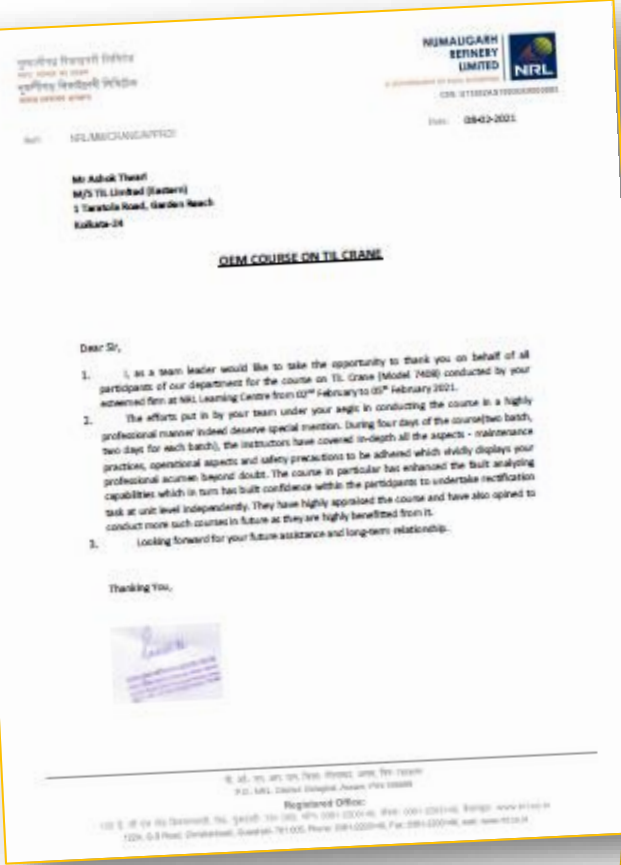 NUMALIGARH
REFINERY
LIMITED
NRL
Date: 08-02-2021
Mr Ashok Tiwari
M/S TIL Limited (Eastern)
1 Taratola Road, Garden Reach
Kolkata-24
OEM COURSE ON TIL CRANE
Dear Sir,
1. I, as a team leader would like to take the opportunity to thank you on behalf of all
participants of our department for the course on TIL Crane (Model 740B) conducted by your
esteemed firm at NRL Learning Centre from 02nd February to 05th February 2021.
2. The efforts put in by your team under your aegis in conducting the course in a highly
professional manner indeed deserve special mention. During four days of the course(two batch,
two days for each batch), the instructors have covered in-depth all the aspects - maintenance
practices, operational aspects and safety precautions to be adhered which vividly displays your
professional acumen beyond doubt. The course in particular has enhanced the fault analyzing
capabilities which in turn has built confidence within the participants to undertake rectification
task at unit level independently. They have highly appraised the course and have also opined to
conduct more such courses in future as they are highly benefitted from it.
3. Looking forward for your future assistance and long-term relationship.
Thanking You,
Registered Office: